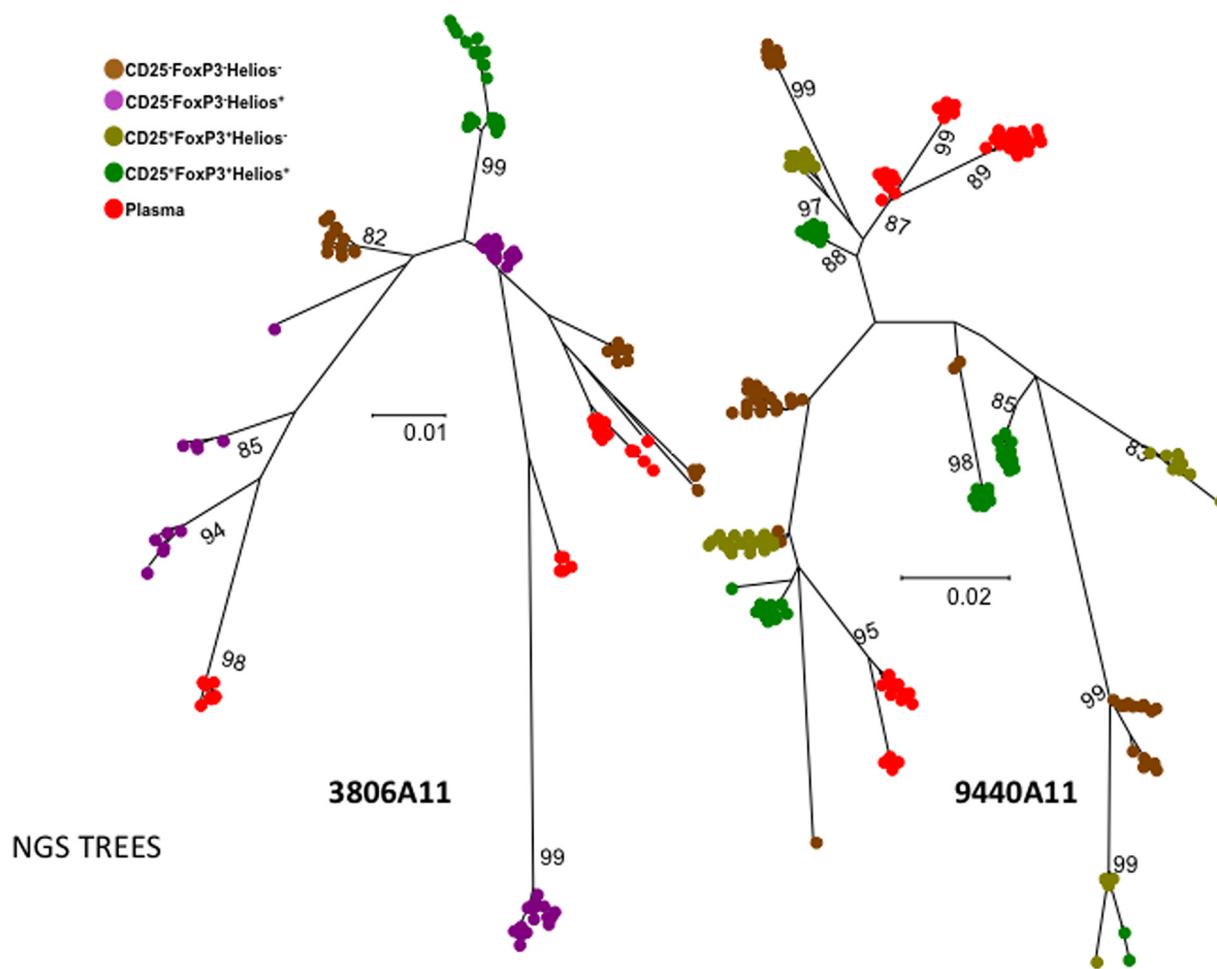 CD25⁻FoxP3⁻Helios⁻
CD25⁻FoxP3⁻Helios⁺
CD25⁺FoxP3⁺Helios⁻
CD25⁺FoxP3⁺Helios⁺
Plasma
99
82
0.01
85
94
98
99
3806A11
NGS TREES
99
99
89
97
87
88
85
98
83
0.02
95
99
99
9440A11